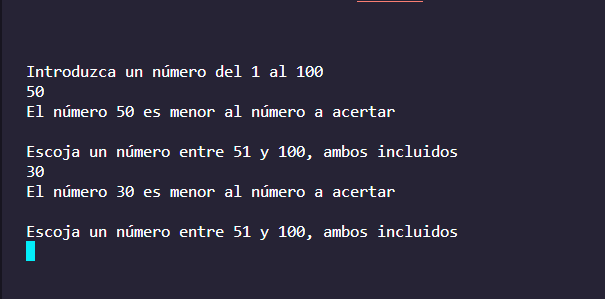 Introduzca un número del 1 al 100
50
El número 50 es menor al número a acertar
Escoja un número entre 51 y 100, ambos incluidos
30
El número 30 es menor al número a acertar
Escoja un número entre 51 y 100, ambos incluidos